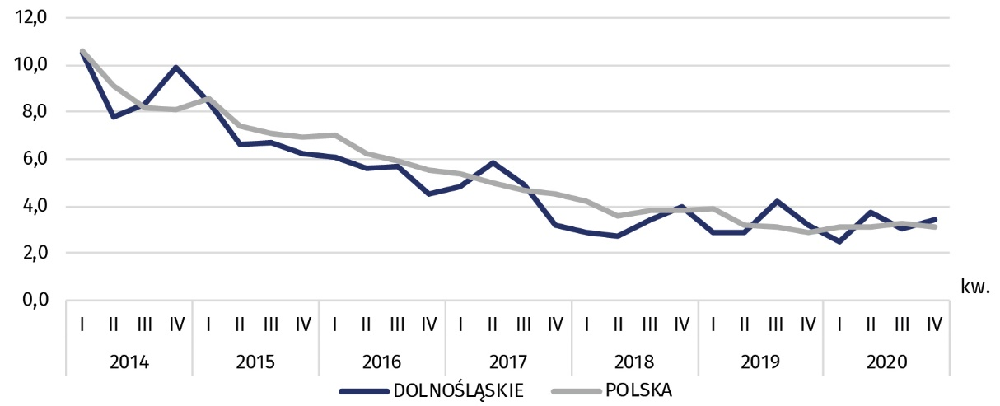 12,0
10,0
8,0
6,0
4,0
2,0
0,0
kw.
I II III IV I II III IV I II III IV I II III IV I II III IV I II III IV I II III IV
2014 2015 2016 2017 2018 2019 2020
DOLNOŚLĄSKIE POLSKA